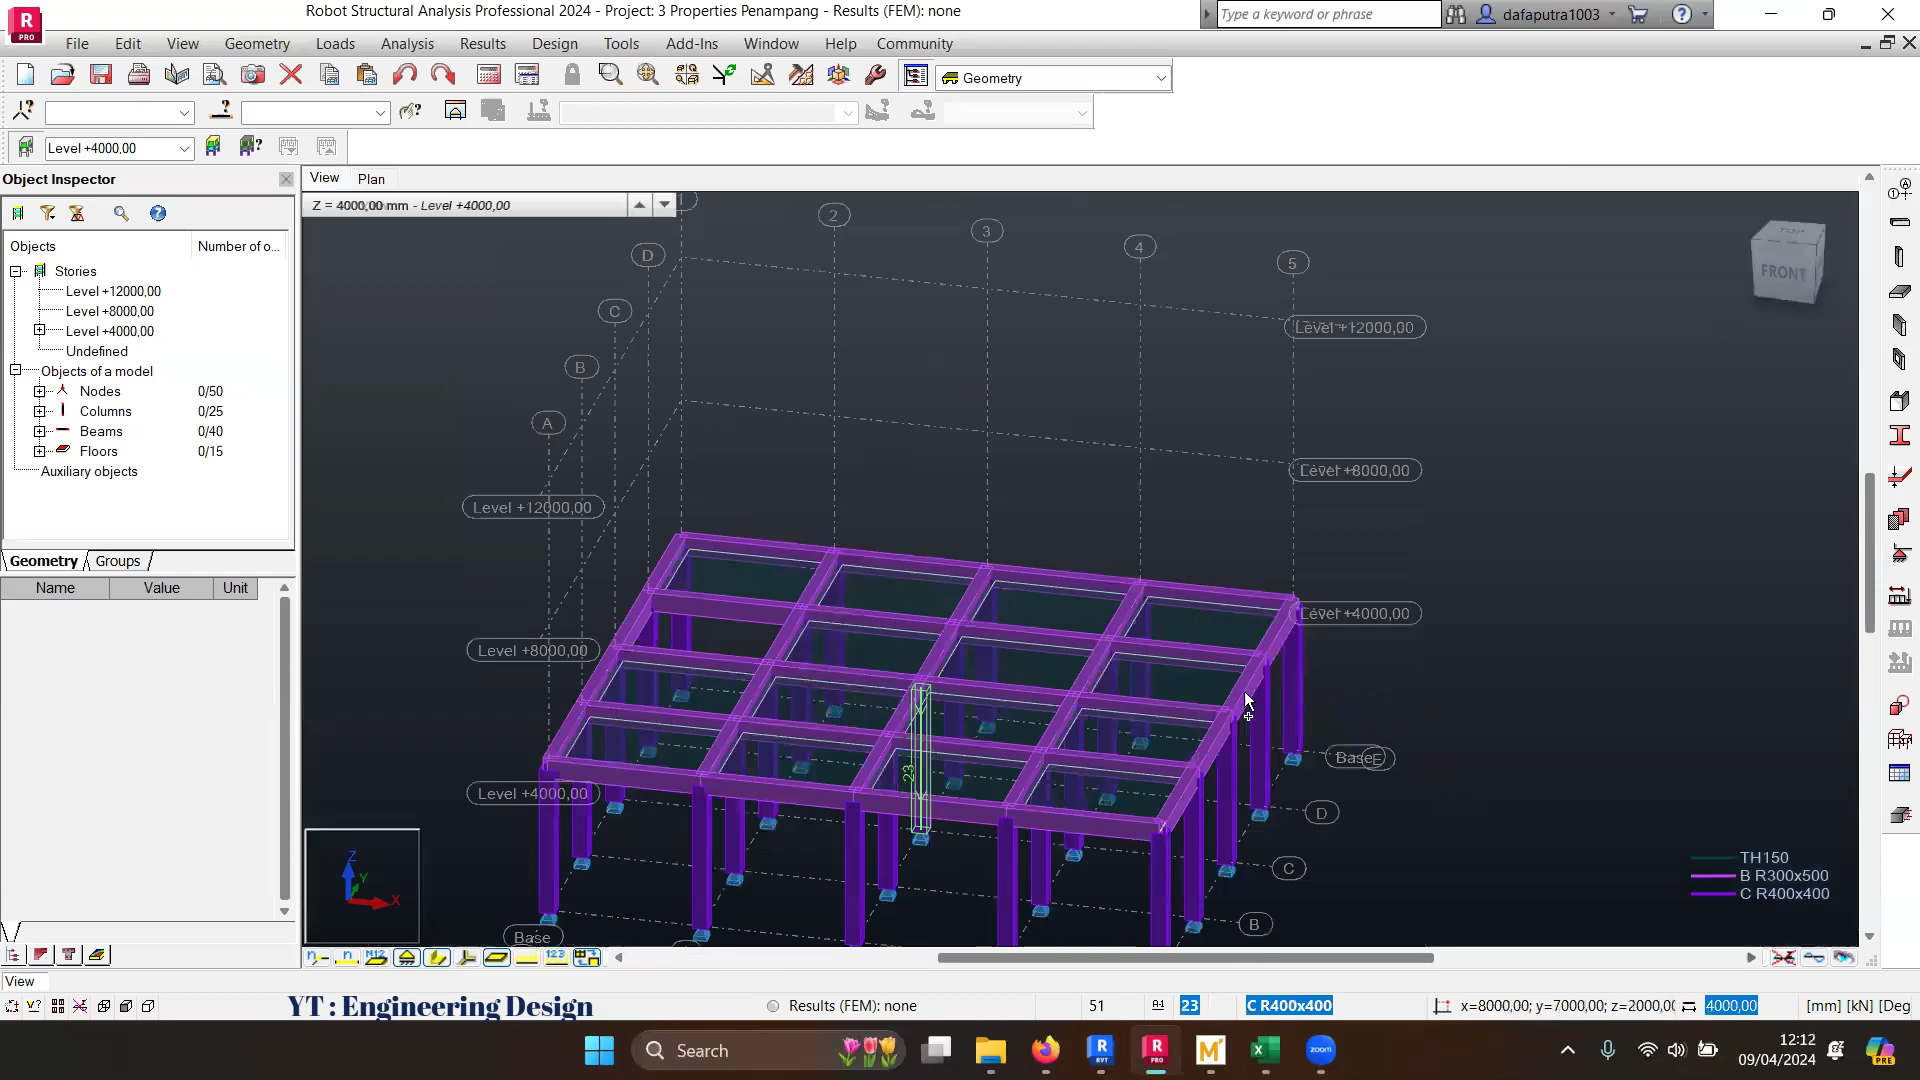 Robot Structural Analysis Professional 2024 - Project: 3 Properties Penampang - Results (FEM): none
Type a keyword or phrase
dafaputra1003
R
PRO
File Edit View Geometry Loads Analysis Results Design Tools Add-Ins Window Help Community
Geometry
Level +4000,00
Object Inspector
View Plan
Z = 4000,00 mm - Level +4000,00
Objects Number of o...
Stories
Level +12000,00
Level +8000,00
Level +4000,00
Undefined
Objects of a model
Nodes 0/50
Columns 0/25
Beams 0/40
Floors 0/15
Auxiliary objects
Geometry Groups
Name Value Unit
2
3
4
5
D
C
B
A
TOP
FRONT
Level +12000,00
Level +8000,00
Level +4000,00
Level +12000,00
Level +8000,00
Level +4000,00
23
Base
E
D
C
B
Base
Z
Y
X
TH150
B R300x500
C R400x400
View
YT : Engineering Design
Results (FEM): none
51
23
C R400x400
x=8000,00; y=7000,00; z=2000,00
4000,00
[mm] [kN] [Deg
Search
zoom
12:12
09/04/2024